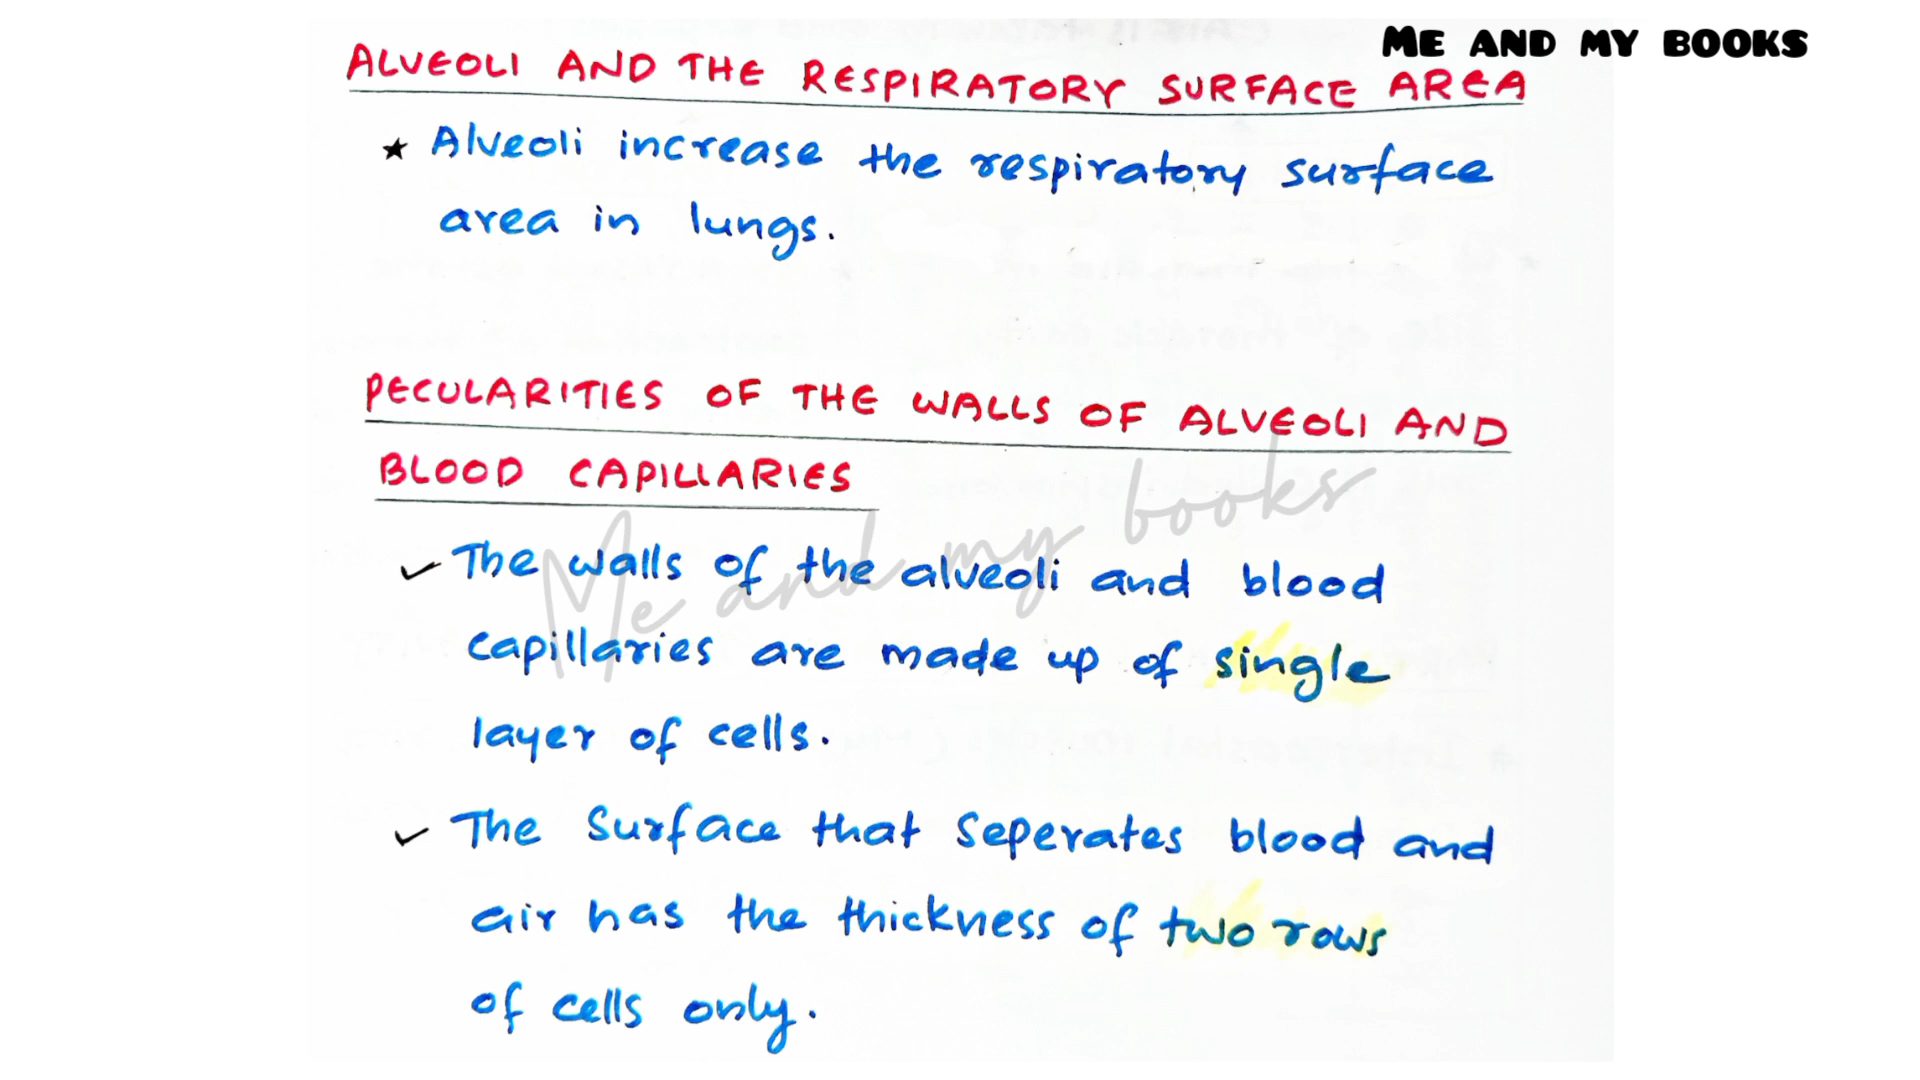 ME AND MY BOOKS
ALVEOLI AND THE RESPIRATORY SURFACE AREA
★ Alveoli increase the respiratory surface
area in lungs.
PECULARITIES OF THE WALLS OF ALVEOLI AND
BLOOD CAPILLARIES
Me and my books
✓ The walls of the alveoli and blood
capillaries are made up of single
layer of cells.
✓ The surface that seperates blood and
air has the thickness of two rows
of cells only.